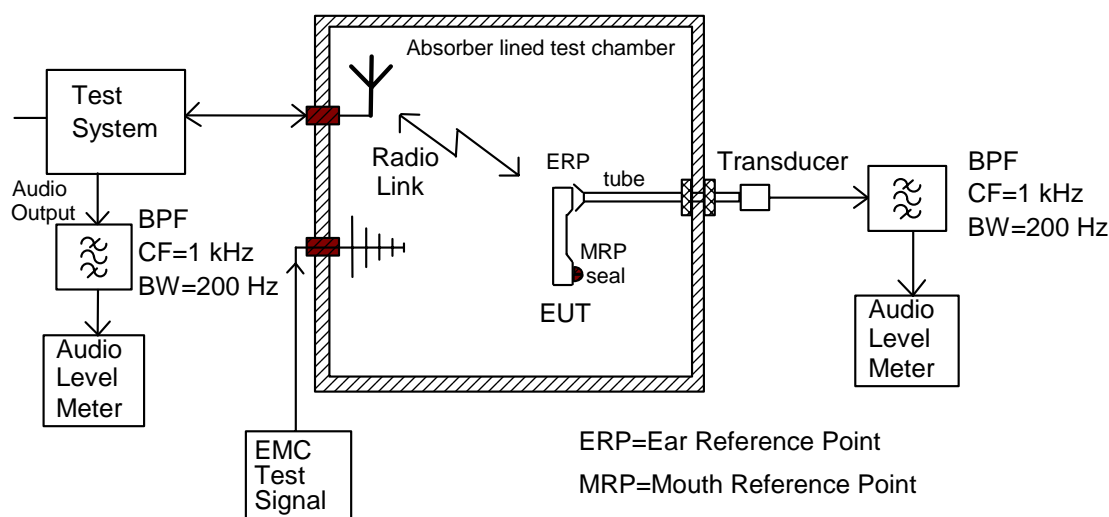 Absorber lined test chamber
Test
System
Radio
Link
ERP
tube
Transducer
BPF
CF=1 kHz
BW=200 Hz
Audio
Output
BPF
CF=1 kHz
BW=200 Hz
MRP
seal
EUT
Audio
Level
Meter
Audio
Level
Meter
EMC
Test
Signal
ERP=Ear Reference Point
MRP=Mouth Reference Point